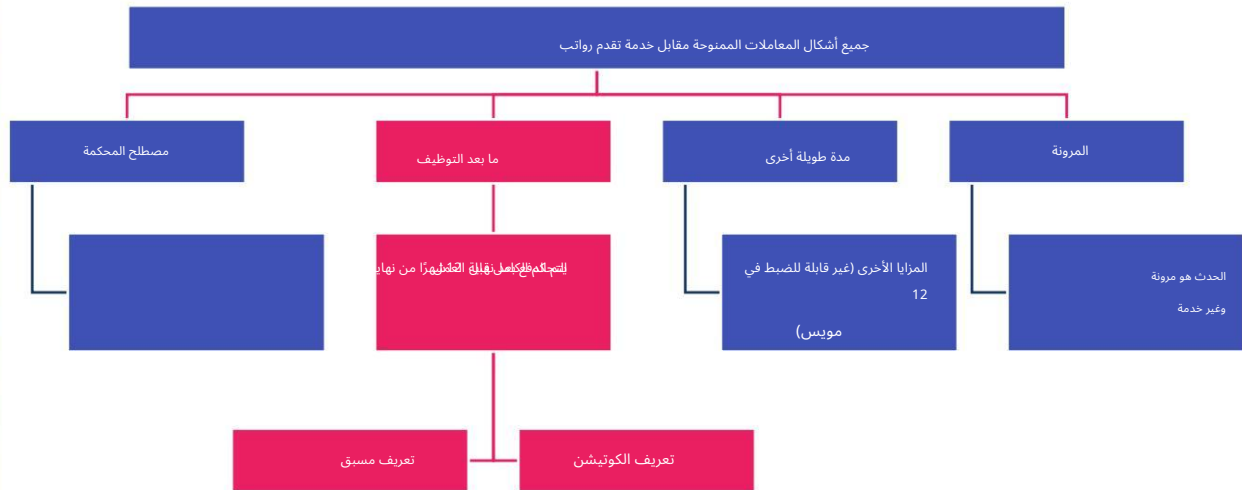 جميع أشكال المعاملات الممنوحة مقابل خدمة تقدم رواتب
المرونة
مدة طويلة أخرى
ما بعد التوظيف
مصطلح المحكمة
الحدث هو مرونة
وغير خدمة
المزايا الأخرى (غير قابلة للضبط في
12
مويس)
تعريف الكوتيشن
تعريف مسبق